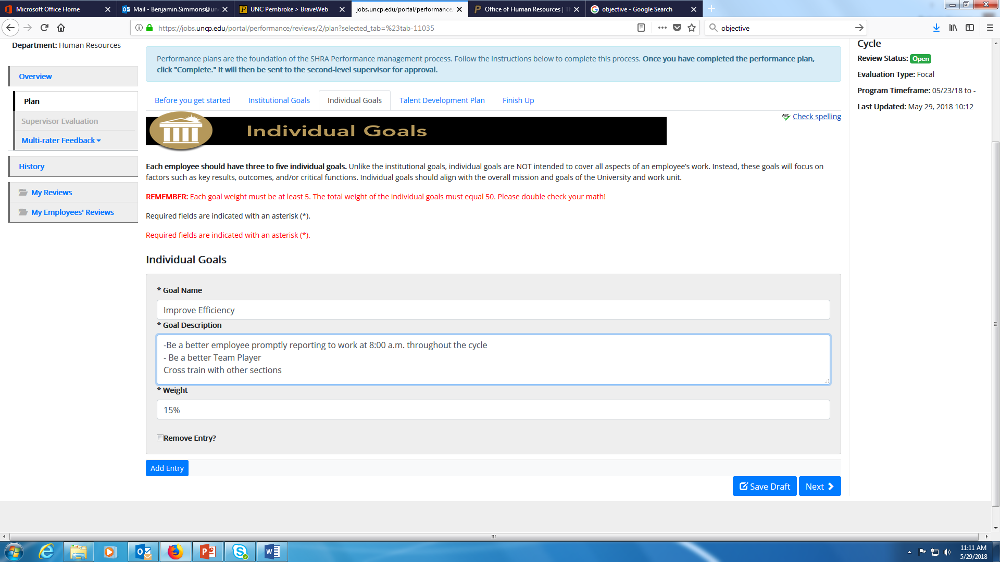 Microsoft Office Home
Mail - Benjamin.Simmons@un
UNC Pembroke > BraveWeb
jobs.uncp.edu/portal/performance
Office of Human Resources | Th
objective - Google Search
https://jobs.uncp.edu/portal/performance/reviews/2/plan?selected_tab=%23tab-11035
objective
Department: Human Resources
Overview
Plan
Supervisor Evaluation
Multi-rater Feedback
History
My Reviews
My Employees' Reviews
Performance plans are the foundation of the SHRA Performance management process. Follow the instructions below to complete this process. Once you have completed the performance plan,
click "Complete." It will then be sent to the second-level supervisor for approval.
Before you get started
Institutional Goals
Individual Goals
Talent Development Plan
Finish Up
ABC Check spelling
Individual Goals
Each employee should have three to five individual goals. Unlike the institutional goals, individual goals are NOT intended to cover all aspects of an employee’s work. Instead, these goals will focus on
factors such as key results, outcomes, and/or critical functions. Individual goals should align with the overall mission and goals of the University and work unit.
REMEMBER: Each goal weight must be at least 5. The total weight of the individual goals must equal 50. Please double check your math!
Required fields are indicated with an asterisk (*).
Required fields are indicated with an asterisk (*).
Individual Goals
* Goal Name
Improve Efficiency
* Goal Description
-Be a better employee promptly reporting to work at 8:00 a.m. throughout the cycle
- Be a better Team Player
Cross train with other sections
* Weight
15%
Remove Entry?
Add Entry
Save Draft
Next
Cycle
Review Status: Open
Evaluation Type: Focal
Program Timeframe: 05/23/18 to -
Last Updated: May 29, 2018 10:12
11:11 AM
5/29/2018